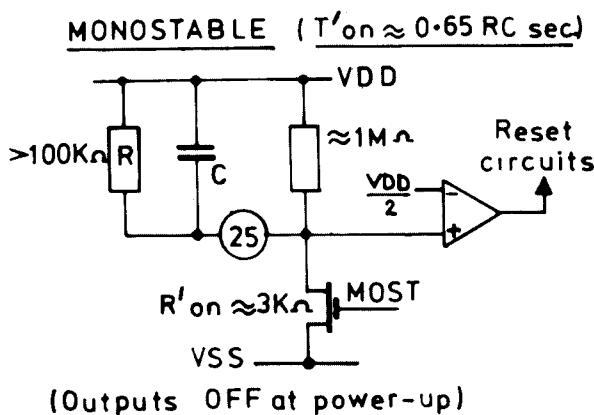 MONOSTABLE (T'on ≈ 0·65 RC sec)
VDD
>100KΩ
R
C
≈1MΩ
Reset
circuits
VDD
2
-
+
25
R'on ≈3KΩ
MOST
VSS
(Outputs OFF at power-up)